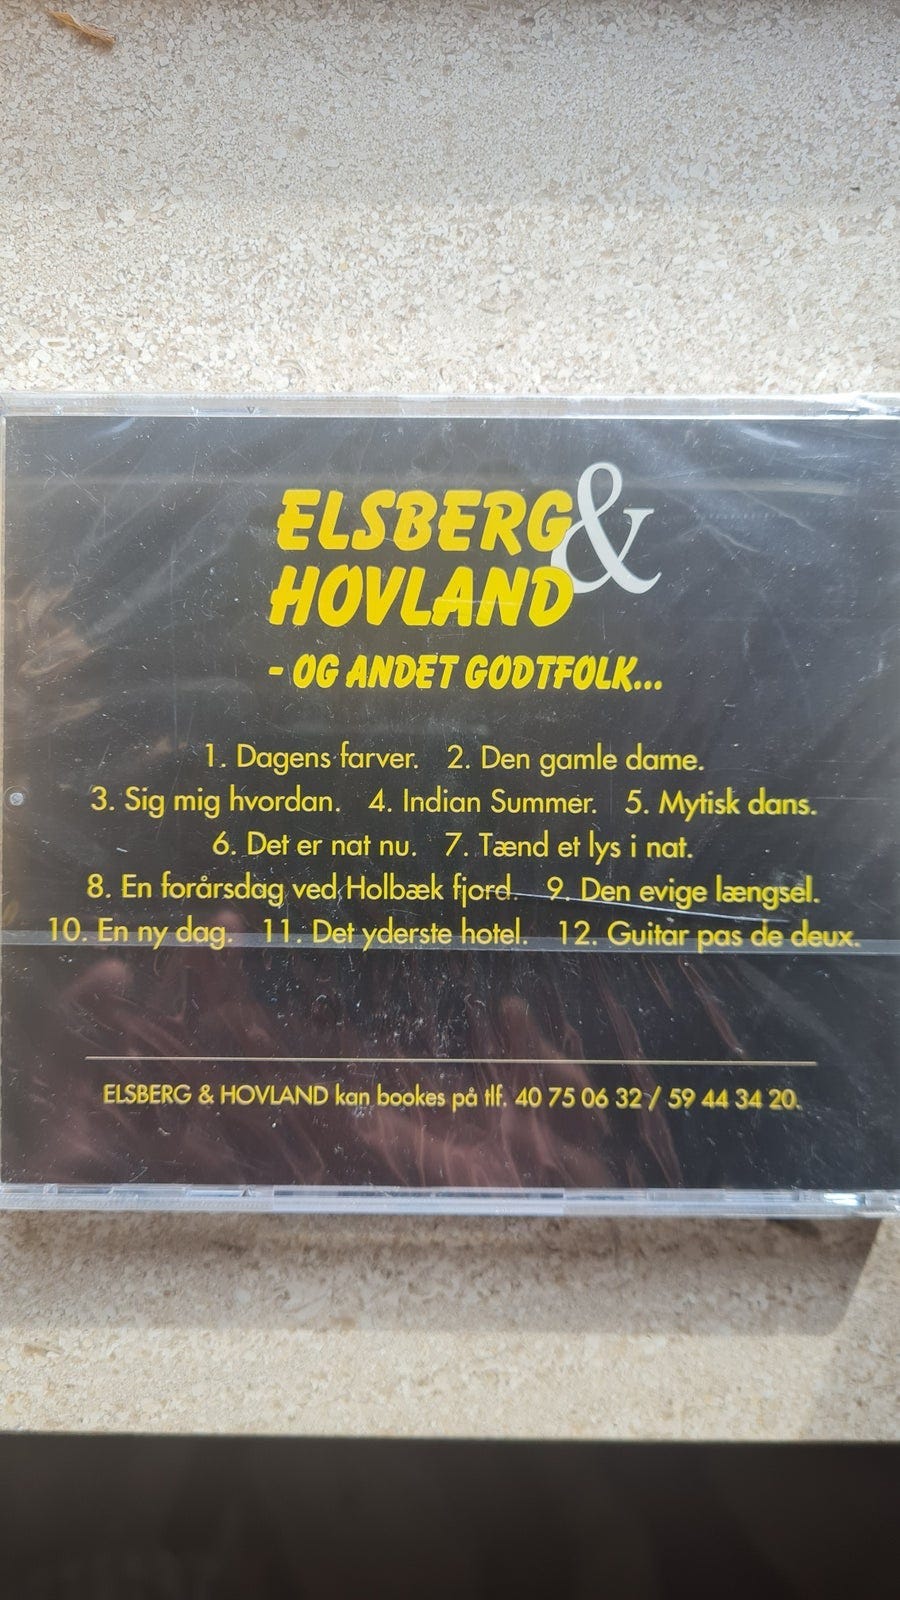 ELSBERG &
HOVLAND
- OG ANDET GODTFOLK...
1. Dagens farver. 2. Den gamle dame.
3. Sig mig hvordan. 4. Indian Summer. 5. Mytisk dans.
6. Det er nat nu. 7. Tænd et lys i nat.
8. En forårsdag ved Holbæk fjord. 9. Den evige længsel.
10. En ny dag. 11. Det yderste hotel. 12. Guitar pas de deux.
ELSBERG & HOVLAND kan bookes på tlf. 40 75 06 32 / 59 44 34 20.